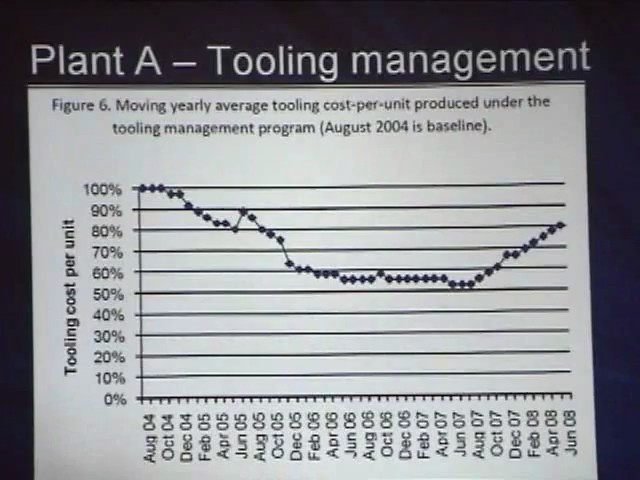 Plant A – Tooling management
Figure 6. Moving yearly average tooling cost-per-unit produced under the
tooling management program (August 2004 is baseline).
Tooling cost per unit
100%
90%
80%
70%
60%
50%
40%
30%
20%
10%
0%
Aug 04
Oct 04
Dec 04
Feb 05
Apr 05
Jun 05
Aug 05
Oct 05
Dec 05
Feb 06
Apr 06
Jun 06
Aug 06
Oct 06
Dec 06
Feb 07
Apr 07
Jun 07
Aug 07
Oct 07
Dec 07
Feb 08
Apr 08
Jun 08